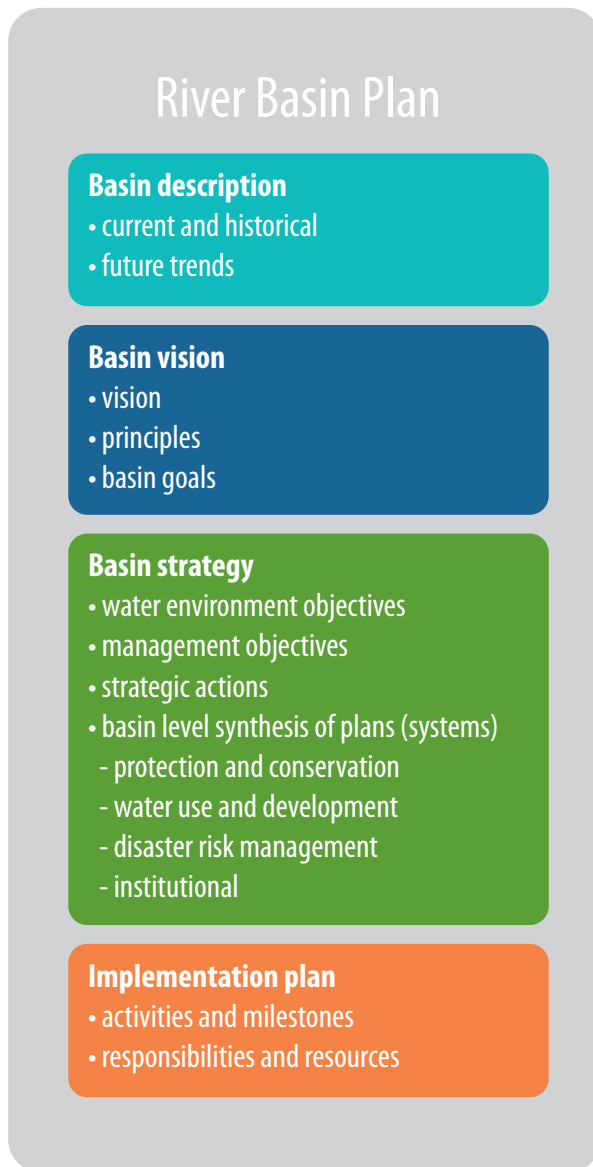 River Basin Plan
Basin description
• current and historical
• future trends
Basin vision
• vision
• principles
• basin goals
Basin strategy
• water environment objectives
• management objectives
• strategic actions
• basin level synthesis of plans (systems)
- protection and conservation
- water use and development
- disaster risk management
- institutional
Implementation plan
• activities and milestones
• responsibilities and resources